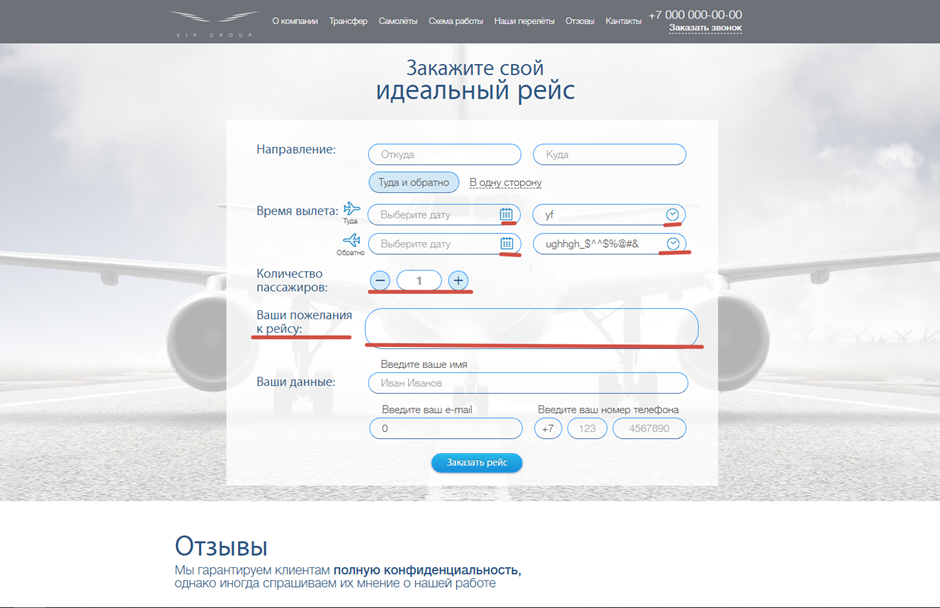 О компании Трансфер Самолёты Схема работы Наши перелёты Отзывы Контакты +7 000 000-00-00
Заказать звонок
VIP GROUP
Закажите свой
идеальный рейс
Направление: Откуда Куда
Туда и обратно В одну сторону
Время вылета: Туда Выберите дату yf
Обратно Выберите дату ughhgh_$^^$%@#&
Количество
пассажиров: 1
Ваши пожелания
к рейсу:
Введите ваше имя
Ваши данные: Иван Иванов
Введите ваш e-mail Введите ваш номер телефона
0 +7 123 4567890
Заказать рейс
Отзывы
Мы гарантируем клиентам полную конфиденциальность,
однако иногда спрашиваем их мнение о нашей работе